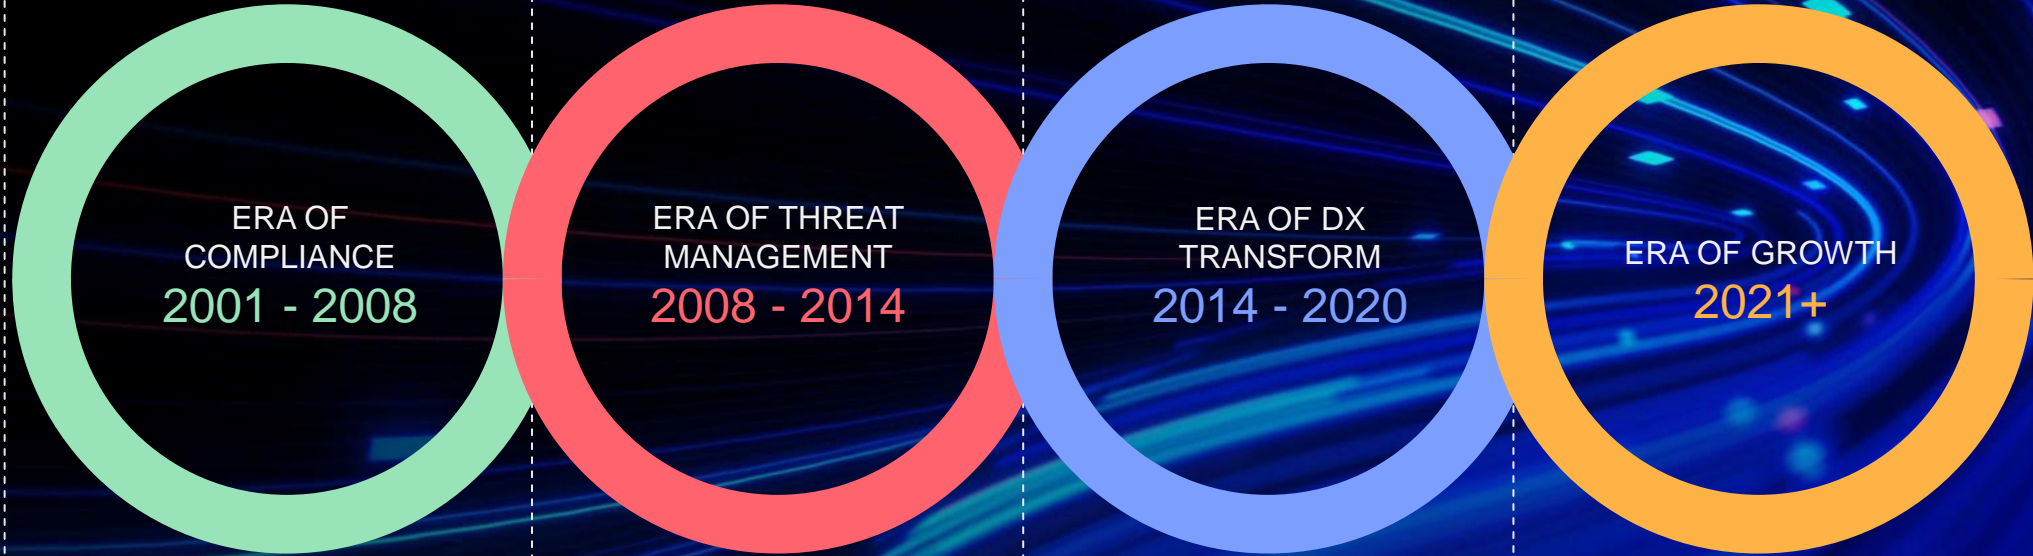 ERA OF
COMPLIANCE
2001 - 2008
ERA OF THREAT
MANAGEMENT
2008 - 2014
ERA OF DX
TRANSFORM
2014 - 2020
ERA OF GROWTH
2021+